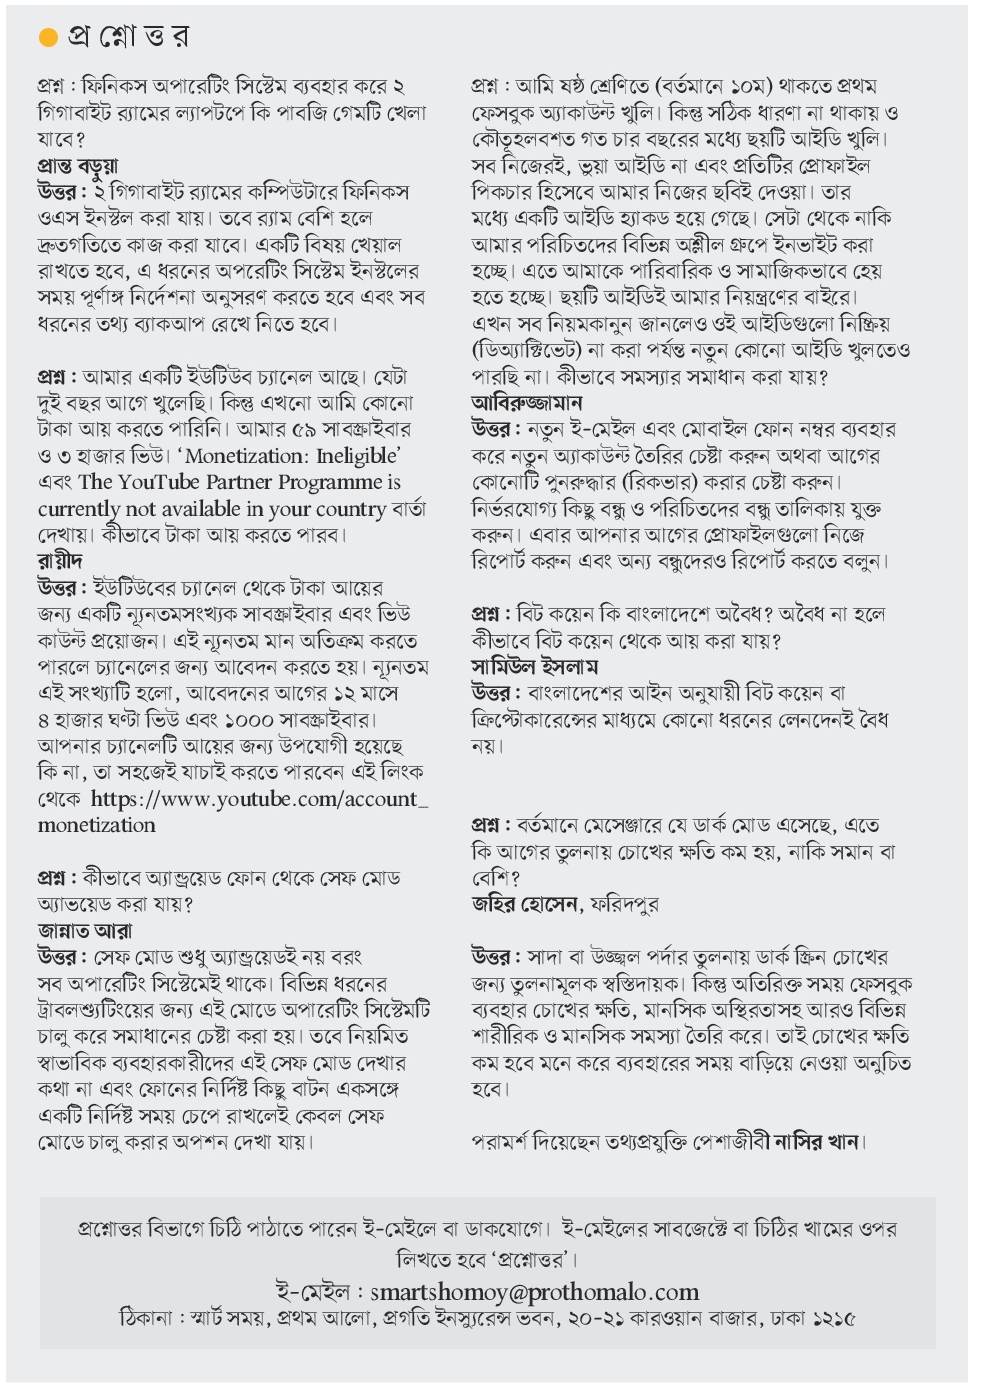 প্রশ্নোত্তর
প্রশ্ন : ফিনিকস অপারেটিং সিস্টেম ব্যবহার করে ২
গিগাবাইট র‍্যামের ল্যাপটপে কি পাবজি গেমটি খেলা
যাবে?
প্রান্ত বড়ুয়া
উত্তর : ২ গিগাবাইট র‍্যামের কম্পিউটারে ফিনিকস
ওএস ইনস্টল করা যায়। তবে র‍্যাম বেশি হলে
দ্রুতগতিতে কাজ করা যাবে। একটি বিষয় খেয়াল
রাখতে হবে, এ ধরনের অপরেটিং সিস্টেম ইনস্টলের
সময় পূর্ণাঙ্গ নির্দেশনা অনুসরণ করতে হবে এবং সব
ধরনের তথ্য ব্যাকআপ রেখে নিতে হবে।
প্রশ্ন : আমার একটি ইউটিউব চ্যানেল আছে। যেটা
দুই বছর আগে খুলেছি। কিন্তু এখনো আমি কোনো
টাকা আয় করতে পারিনি। আমার ৫৯ সাবস্ক্রাইবার
ও ৩ হাজার ভিউ। ‘Monetization: Ineligible’
এবং The YouTube Partner Programme is
currently not available in your country বার্তা
দেখায়। কীভাবে টাকা আয় করতে পারব।
রায়ীদ
উত্তর : ইউটিউবের চ্যানেল থেকে টাকা আয়ের
জন্য একটি ন্যূনতমসংখ্যক সাবস্ক্রাইবার এবং ভিউ
কাউন্ট প্রয়োজন। এই ন্যূনতম মান অতিক্রম করতে
পারলে চ্যানেলের জন্য আবেদন করতে হয়। ন্যূনতম
এই সংখ্যাটি হলো, আবেদনের আগের ১২ মাসে
৪ হাজার ঘণ্টা ভিউ এবং ১০০০ সাবস্ক্রাইবার।
আপনার চ্যানেলটি আয়ের জন্য উপযোগী হয়েছে
কি না, তা সহজেই যাচাই করতে পারবেন এই লিংক
থেকে https://www.youtube.com/account_
monetization
প্রশ্ন : কীভাবে অ্যান্ড্রয়েড ফোন থেকে সেফ মোড
অ্যাভয়েড করা যায়?
জান্নাত আরা
উত্তর : সেফ মোড শুধু অ্যান্ড্রয়েডই নয় বরং
সব অপারেটিং সিস্টেমেই থাকে। বিভিন্ন ধরনের
ট্রাবলশ্যুটিংয়ের জন্য এই মোডে অপারেটিং সিস্টেমটি
চালু করে সমাধানের চেষ্টা করা হয়। তবে নিয়মিত
স্বাভাবিক ব্যবহারকারীদের এই সেফ মোড দেখার
কথা না এবং ফোনের নির্দিষ্ট কিছু বাটন একসঙ্গে
একটি নির্দিষ্ট সময় চেপে রাখলেই কেবল সেফ
মোডে চালু করার অপশন দেখা যায়।
প্রশ্ন : আমি ষষ্ঠ শ্রেণিতে (বর্তমানে ১০ম) থাকতে প্রথম
ফেসবুক অ্যাকাউন্ট খুলি। কিন্তু সঠিক ধারণা না থাকায় ও
কৌতূহলবশত গত চার বছরের মধ্যে ছয়টি আইডি খুলি।
সব নিজেরই, ভুয়া আইডি না এবং প্রতিটির প্রোফাইল
পিকচার হিসেবে আমার নিজের ছবিই দেওয়া। তার
মধ্যে একটি আইডি হ্যাকড হয়ে গেছে। সেটা থেকে নাকি
আমার পরিচিতদের বিভিন্ন অশ্লীল গ্রুপে ইনভাইট করা
হচ্ছে। এতে আমাকে পারিবারিক ও সামাজিকভাবে হেয়
হতে হচ্ছে। ছয়টি আইডিই আমার নিয়ন্ত্রণের বাইরে।
এখন সব নিয়মকানুন জানলেও ওই আইডিগুলো নিষ্ক্রিয়
(ডিঅ্যাক্টিভেট) না করা পর্যন্ত নতুন কোনো আইডি খুলতেও
পারছি না। কীভাবে সমস্যার সমাধান করা যায়?
আবিরুজ্জামান
উত্তর : নতুন ই-মেইল এবং মোবাইল ফোন নম্বর ব্যবহার
করে নতুন অ্যাকাউন্ট তৈরির চেষ্টা করুন অথবা আগের
কোনোটি পুনরুদ্ধার (রিকভার) করার চেষ্টা করুন।
নির্ভরযোগ্য কিছু বন্ধু ও পরিচিতদের বন্ধু তালিকায় যুক্ত
করুন। এবার আপনার আগের প্রোফাইলগুলো নিজে
রিপোর্ট করুন এবং অন্য বন্ধুদেরও রিপোর্ট করতে বলুন।
প্রশ্ন : বিট কয়েন কি বাংলাদেশে অবৈধ? অবৈধ না হলে
কীভাবে বিট কয়েন থেকে আয় করা যায়?
সামিউল ইসলাম
উত্তর : বাংলাদেশের আইন অনুযায়ী বিট কয়েন বা
ক্রিপ্টোকারেন্সের মাধ্যমে কোনো ধরনের লেনদেনই বৈধ
নয়।
প্রশ্ন : বর্তমানে মেসেঞ্জারে যে ডার্ক মোড এসেছে, এতে
কি আগের তুলনায় চোখের ক্ষতি কম হয়, নাকি সমান বা
বেশি?
জহির হোসেন, ফরিদপুর
উত্তর : সাদা বা উজ্জ্বল পর্দার তুলনায় ডার্ক স্ক্রিন চোখের
জন্য তুলনামূলক স্বস্তিদায়ক। কিন্তু অতিরিক্ত সময় ফেসবুক
ব্যবহার চোখের ক্ষতি, মানসিক অস্থিরতাসহ আরও বিভিন্ন
শারীরিক ও মানসিক সমস্যা তৈরি করে। তাই চোখের ক্ষতি
কম হবে মনে করে ব্যবহারের সময় বাড়িয়ে নেওয়া অনুচিত
হবে।
পরামর্শ দিয়েছেন তথ্যপ্রযুক্তি পেশাজীবী নাসির খান।
প্রশ্নোত্তর বিভাগে চিঠি পাঠাতে পারেন ই-মেইলে বা ডাকযোগে। ই-মেইলের সাবজেক্টে বা চিঠির খামের ওপর
লিখতে হবে ‘প্রশ্নোত্তর’।
ই-মেইল : smartshomoy@prothomalo.com
ঠিকানা : স্মার্ট সময়, প্রথম আলো, প্রগতি ইনস্যুরেন্স ভবন, ২০-২১ কারওয়ান বাজার, ঢাকা ১২১৫